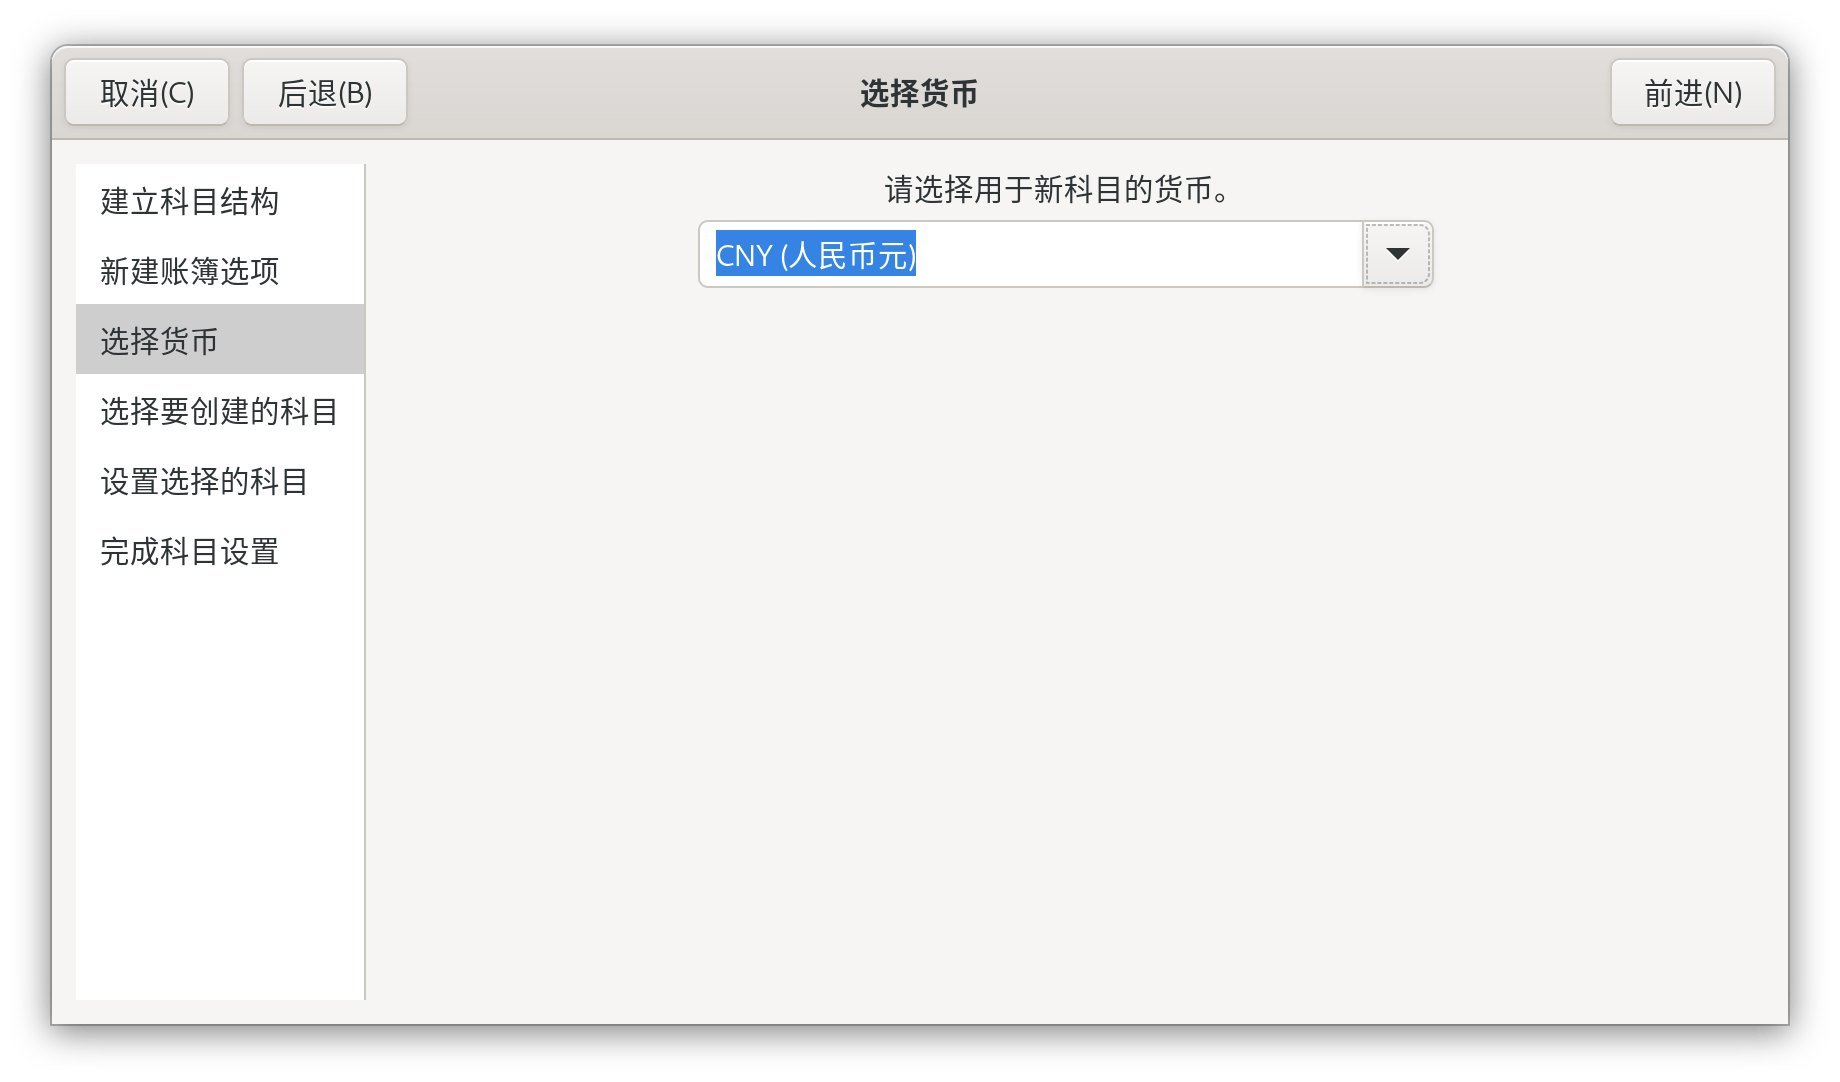 取消(C)
后退(B)
选择货币
前进(N)
建立科目结构
新建账簿选项
选择货币
选择要创建的科目
设置选择的科目
完成科目设置
请选择用于新科目的货币。
CNY (人民币元)